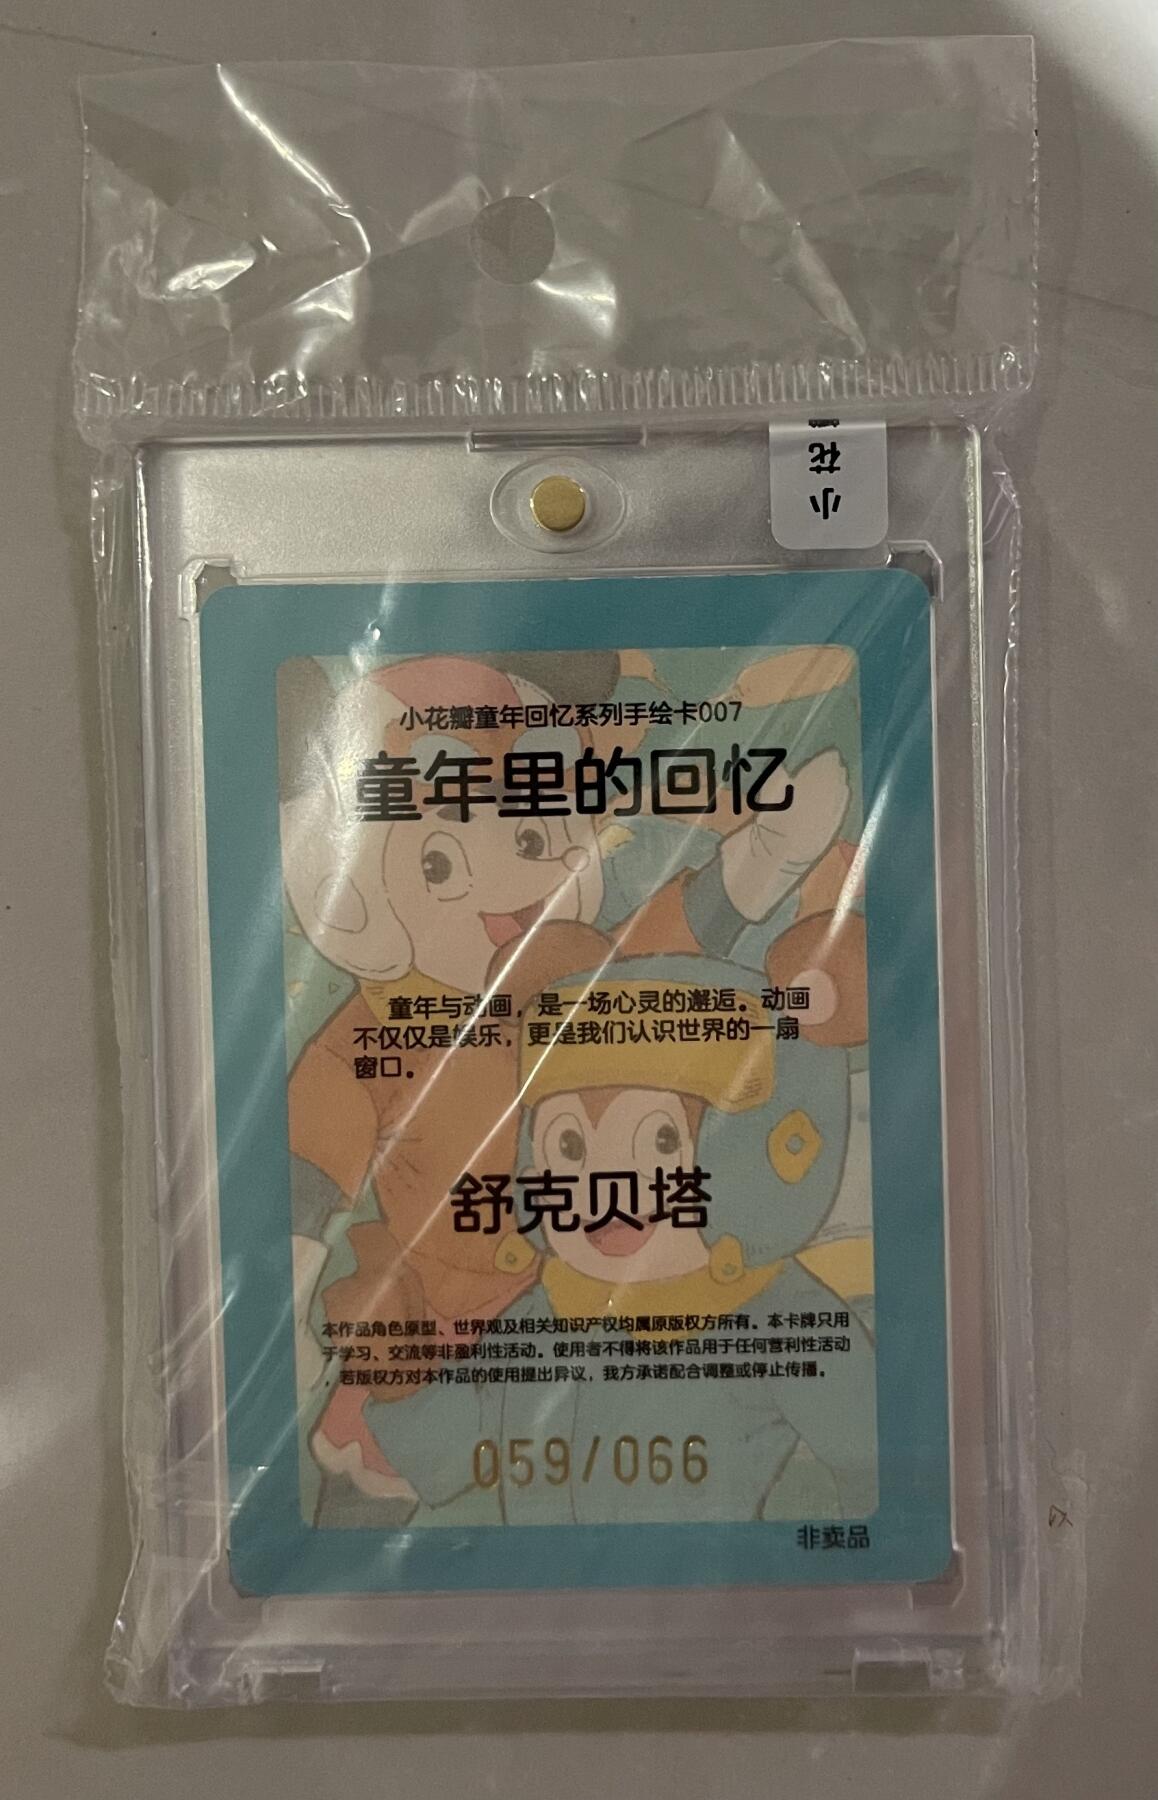 小花
小花瓣童年回忆系列手绘卡007
童年里的回忆
童年与动画，是一场心灵的邂逅。动画
不仅仅是娱乐，更是我们认识世界的一扇
窗口。
舒克贝塔
本作品角色原型、世界观及相关知识产权均属原版权方所有。本卡牌只用
于学习、交流等非盈利性活动。使用者不得将该作品用于任何营利性活动
，若版权方对本作品的使用提出异议，我方承诺配合调整或停止传播。
059/066
非卖品